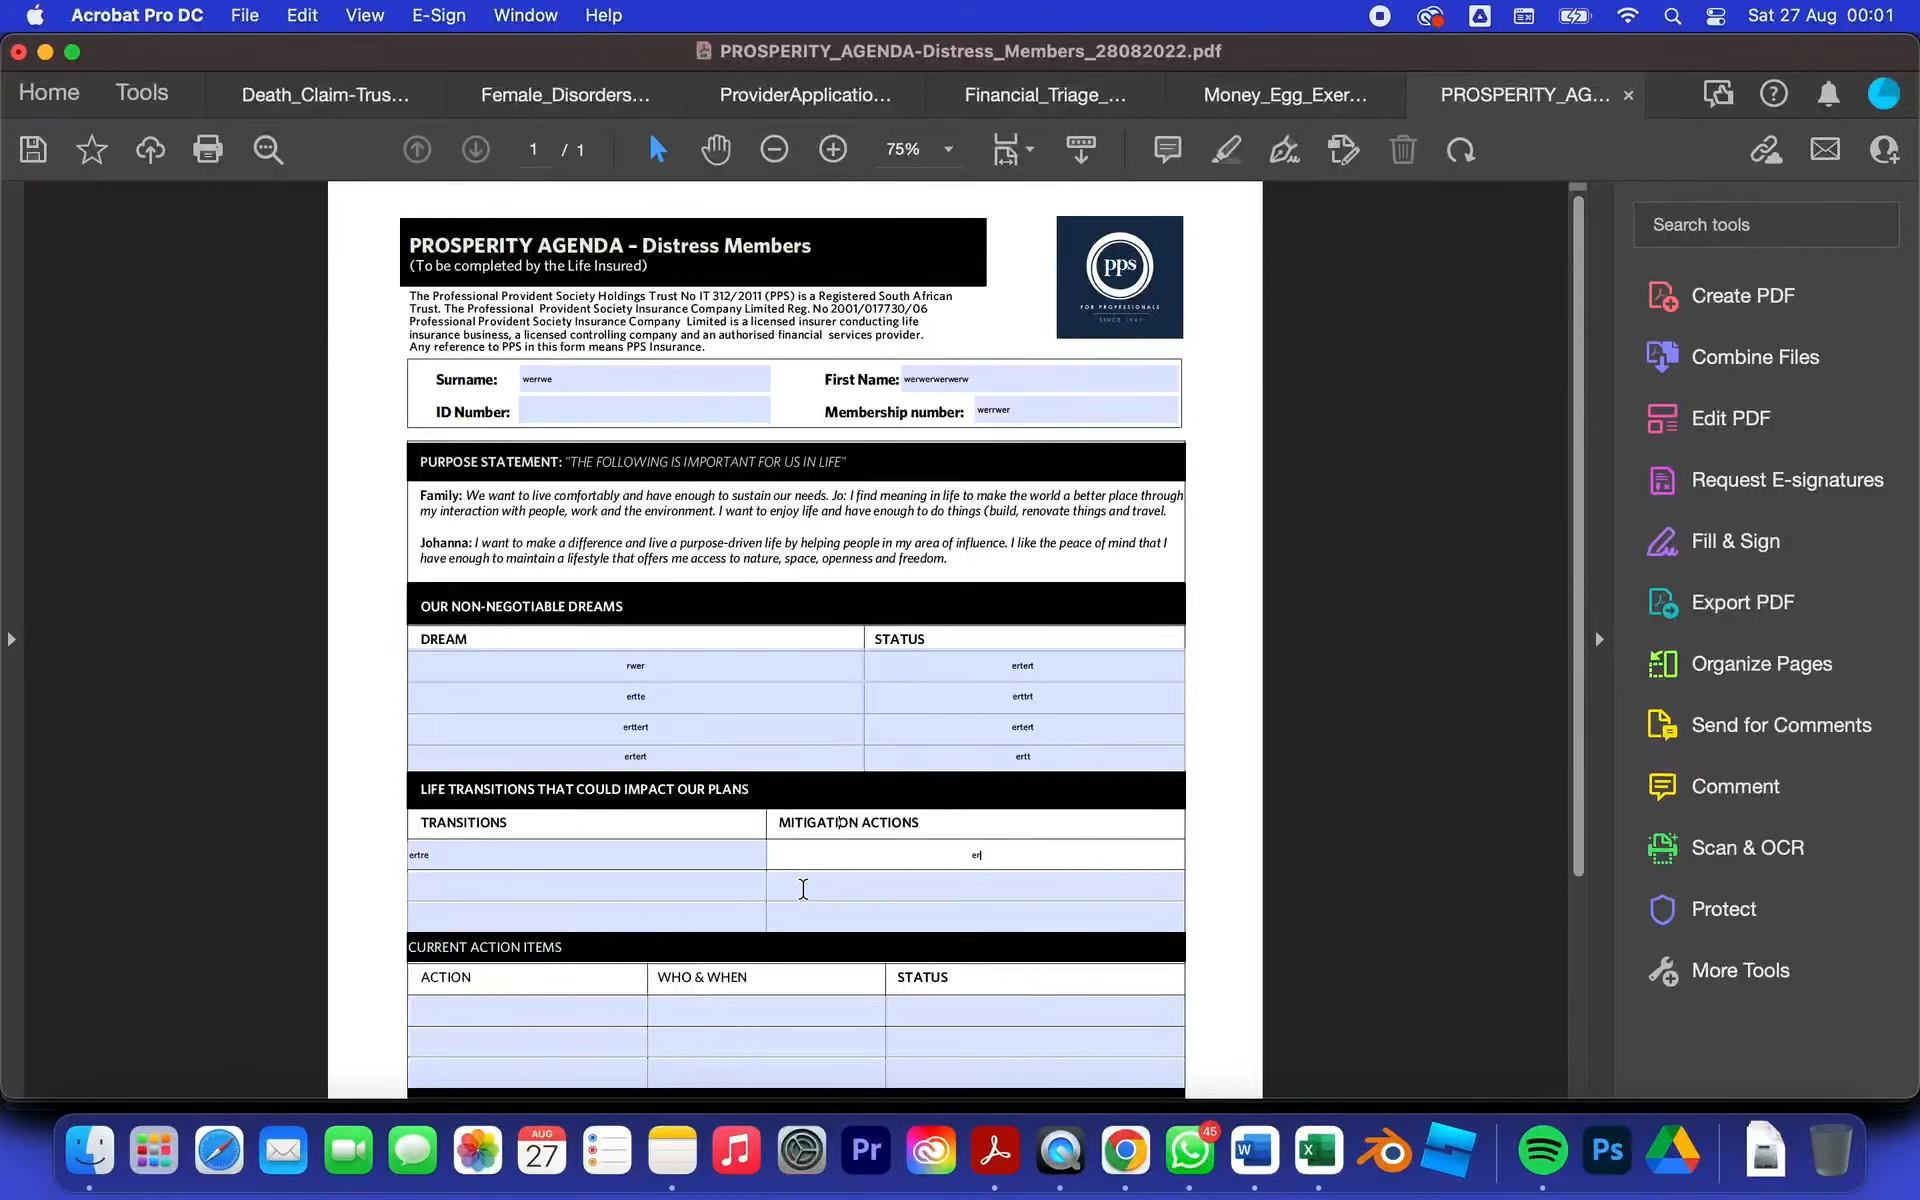 Acrobat Pro DC File Edit View E-Sign Window Help Sat 27 Aug 00:01
PROSPERITY_AGENDA-Distress_Members_28082022.pdf
Home Tools Death_Claim-Trus... Female_Disorders... ProviderApplicatio... Financial_Triage_... Money_Egg_Exer... PROSPERITY_AG... ×
1 / 1 75%
PROSPERITY AGENDA – Distress Members
(To be completed by the Life Insured)
pps
FOR PROFESSIONALS
SINCE 1941
The Professional Provident Society Holdings Trust No IT 312/2011 (PPS) is a Registered South African
Trust. The Professional Provident Society Insurance Company Limited Reg. No 2001/017730/06
Professional Provident Society Insurance Company Limited is a licensed insurer conducting life
insurance business, a licensed controlling company and an authorised financial services provider.
Any reference to PPS in this form means PPS Insurance.
Surname: werrwe First Name: werwerwerwerw
ID Number: Membership number: werrwer
PURPOSE STATEMENT: "THE FOLLOWING IS IMPORTANT FOR US IN LIFE"
Family: We want to live comfortably and have enough to sustain our needs. Jo: I find meaning in life to make the world a better place through
my interaction with people, work and the environment. I want to enjoy life and have enough to do things (build, renovate things and travel.
Johanna: I want to make a difference and live a purpose-driven life by helping people in my area of influence. I like the peace of mind that I
have enough to maintain a lifestyle that offers me access to nature, space, openness and freedom.
OUR NON-NEGOTIABLE DREAMS
DREAM STATUS
rwer ertert
ertte erttrt
erttert ertert
ertert ertt
LIFE TRANSITIONS THAT COULD IMPACT OUR PLANS
TRANSITIONS MITIGATION ACTIONS
ertre er
CURRENT ACTION ITEMS
ACTION WHO & WHEN STATUS
Search tools
Create PDF
Combine Files
Edit PDF
Request E-signatures
Fill & Sign
Export PDF
Organize Pages
Send for Comments
Comment
Scan & OCR
Protect
More Tools
AUG
27
Pr
45
W
X
Ps